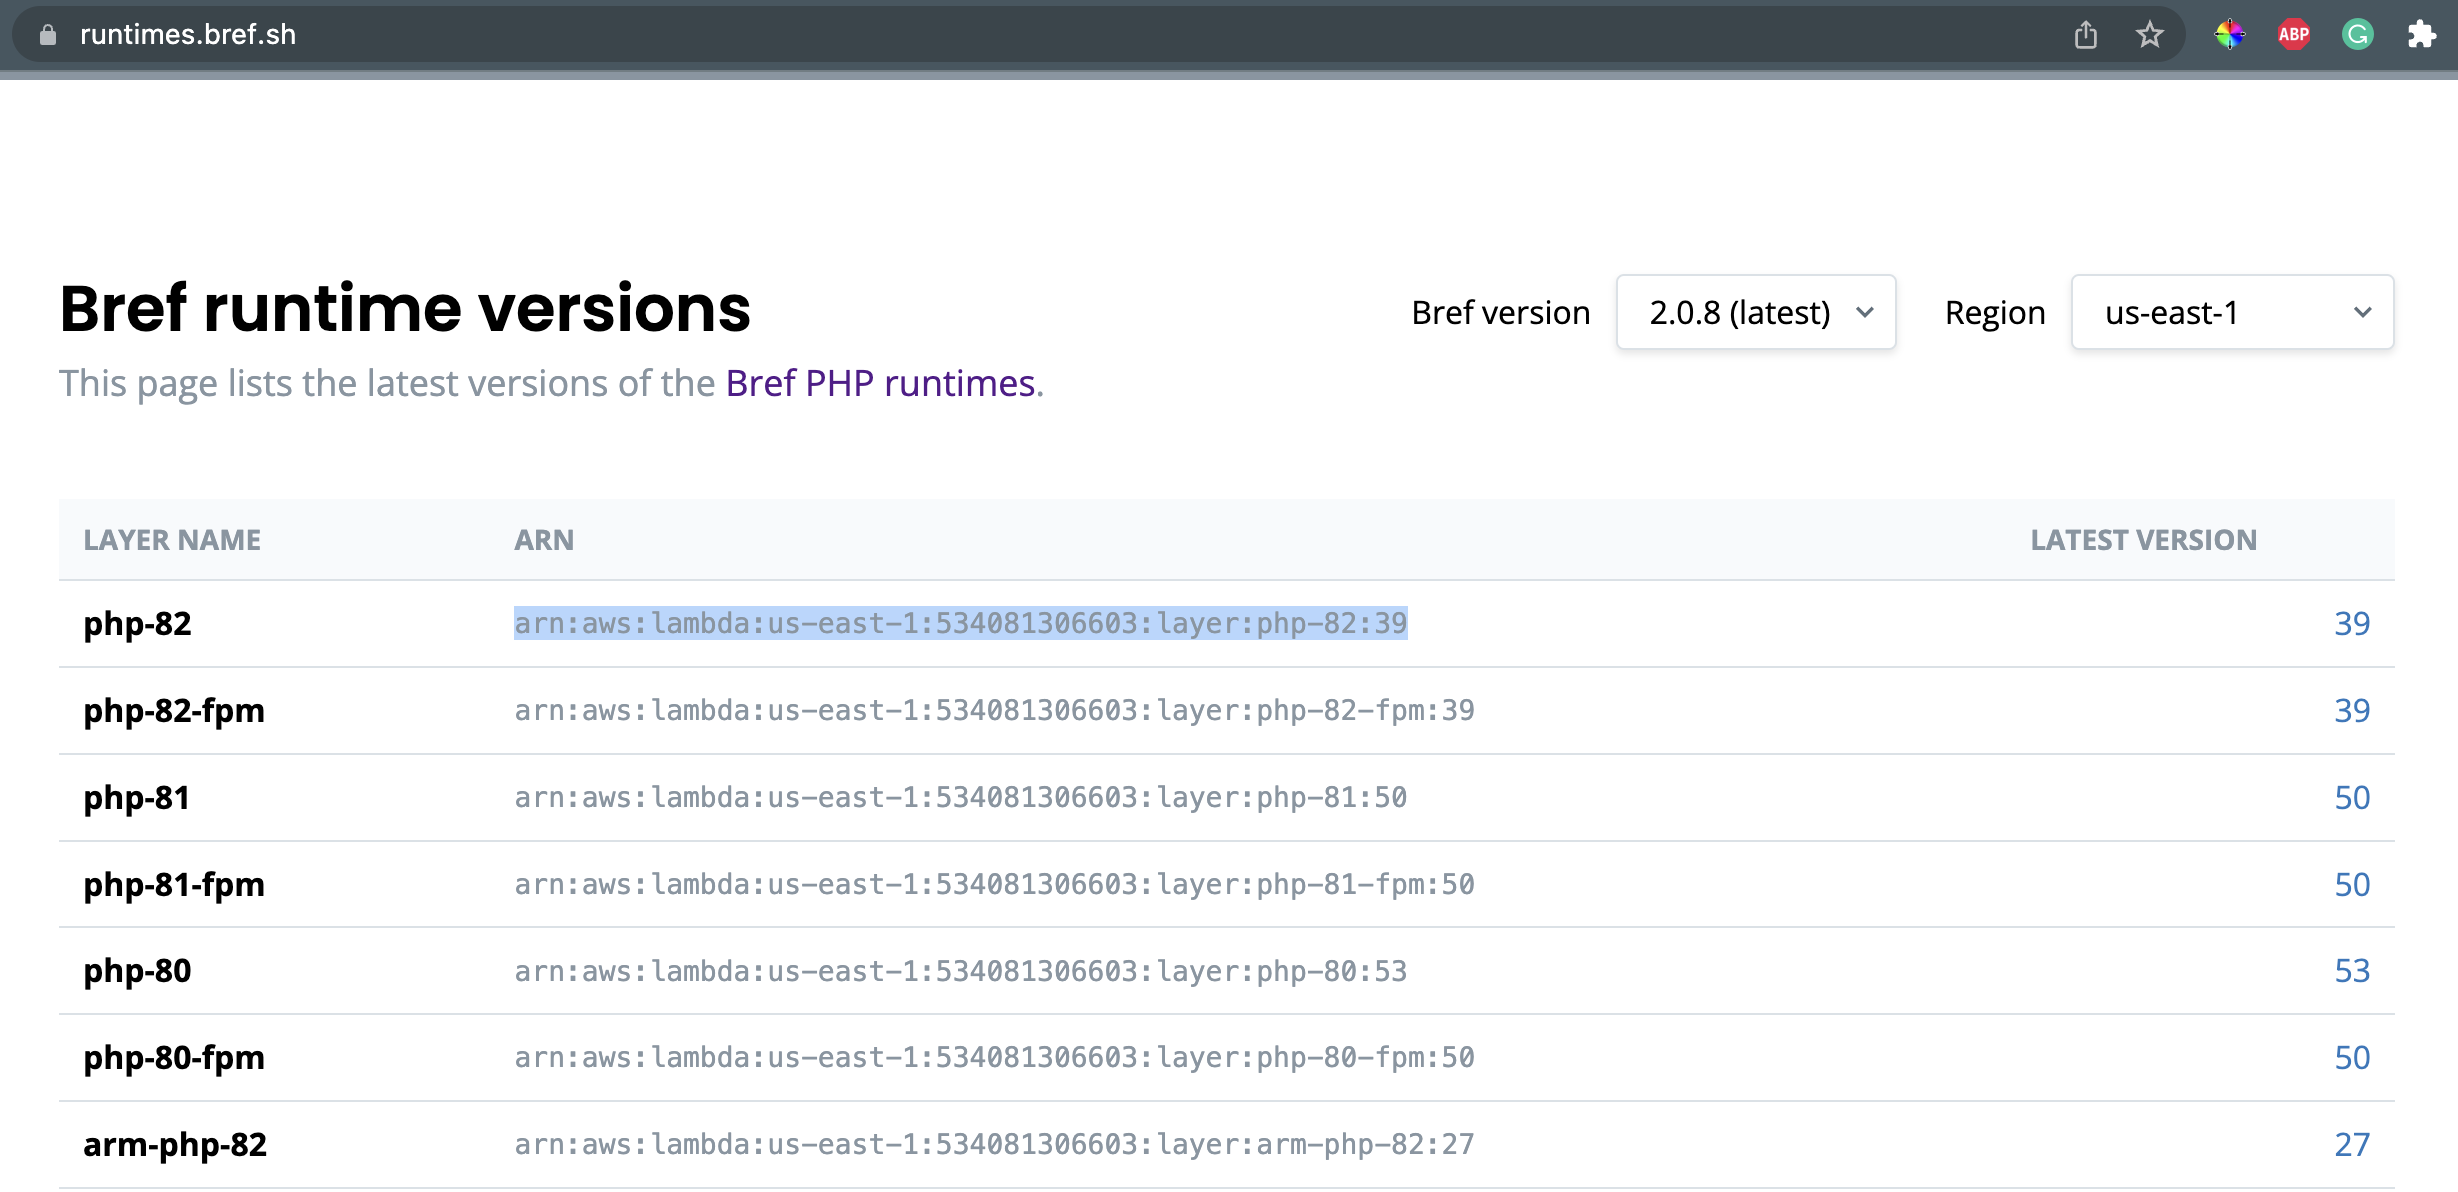 runtimes.bref.sh
ABP
Bref runtime versions
Bref version 2.0.8 (latest) Region us-east-1
This page lists the latest versions of the Bref PHP runtimes.
LAYER NAME ARN LATEST VERSION
php-82 arn:aws:lambda:us-east-1:534081306603:layer:php-82:39 39
php-82-fpm arn:aws:lambda:us-east-1:534081306603:layer:php-82-fpm:39 39
php-81 arn:aws:lambda:us-east-1:534081306603:layer:php-81:50 50
php-81-fpm arn:aws:lambda:us-east-1:534081306603:layer:php-81-fpm:50 50
php-80 arn:aws:lambda:us-east-1:534081306603:layer:php-80:53 53
php-80-fpm arn:aws:lambda:us-east-1:534081306603:layer:php-80-fpm:50 50
arm-php-82 arn:aws:lambda:us-east-1:534081306603:layer:arm-php-82:27 27